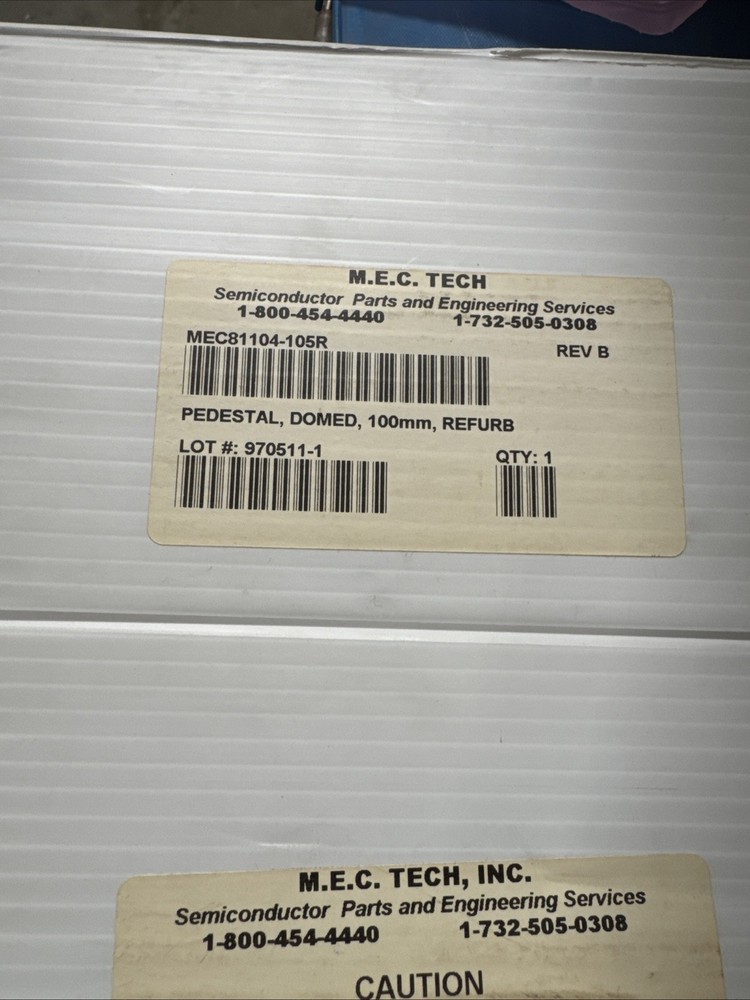 M.E.C. TECH
Semiconductor Parts and Engineering Services
1-800-454-4440 1-732-505-0308
MEC81104-105R
REV B
PEDESTAL, DOMED, 100mm, REFURB
LOT #: 970511-1 QTY: 1
M.E.C. TECH, INC.
Semiconductor Parts and Engineering Services
1-800-454-4440 1-732-505-0308
CAUTION